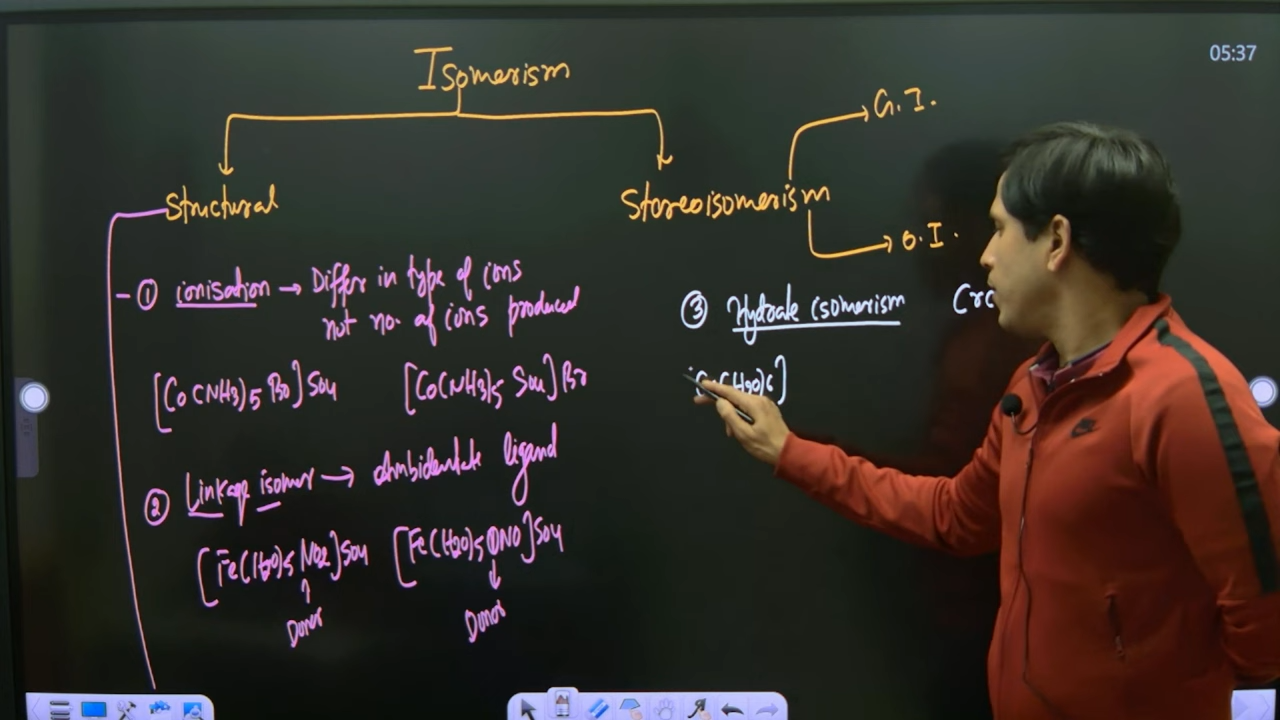 05:37
Isomerism
G.I.
Structural
Stereoisomerism
O.I.
① ionisation → Differ in type of ions
not no. of ions produced
[Co(NH3)5 Br]SO4 [Co(NH3)5 SO4]Br
② Linkage isomer → Ambidentate ligand
[Fe(H2O)5 NO2]SO4 [Fe(H2O)5 ONO]SO4
Donor Donor
③ Hydrate isomerism
(H2O)6]